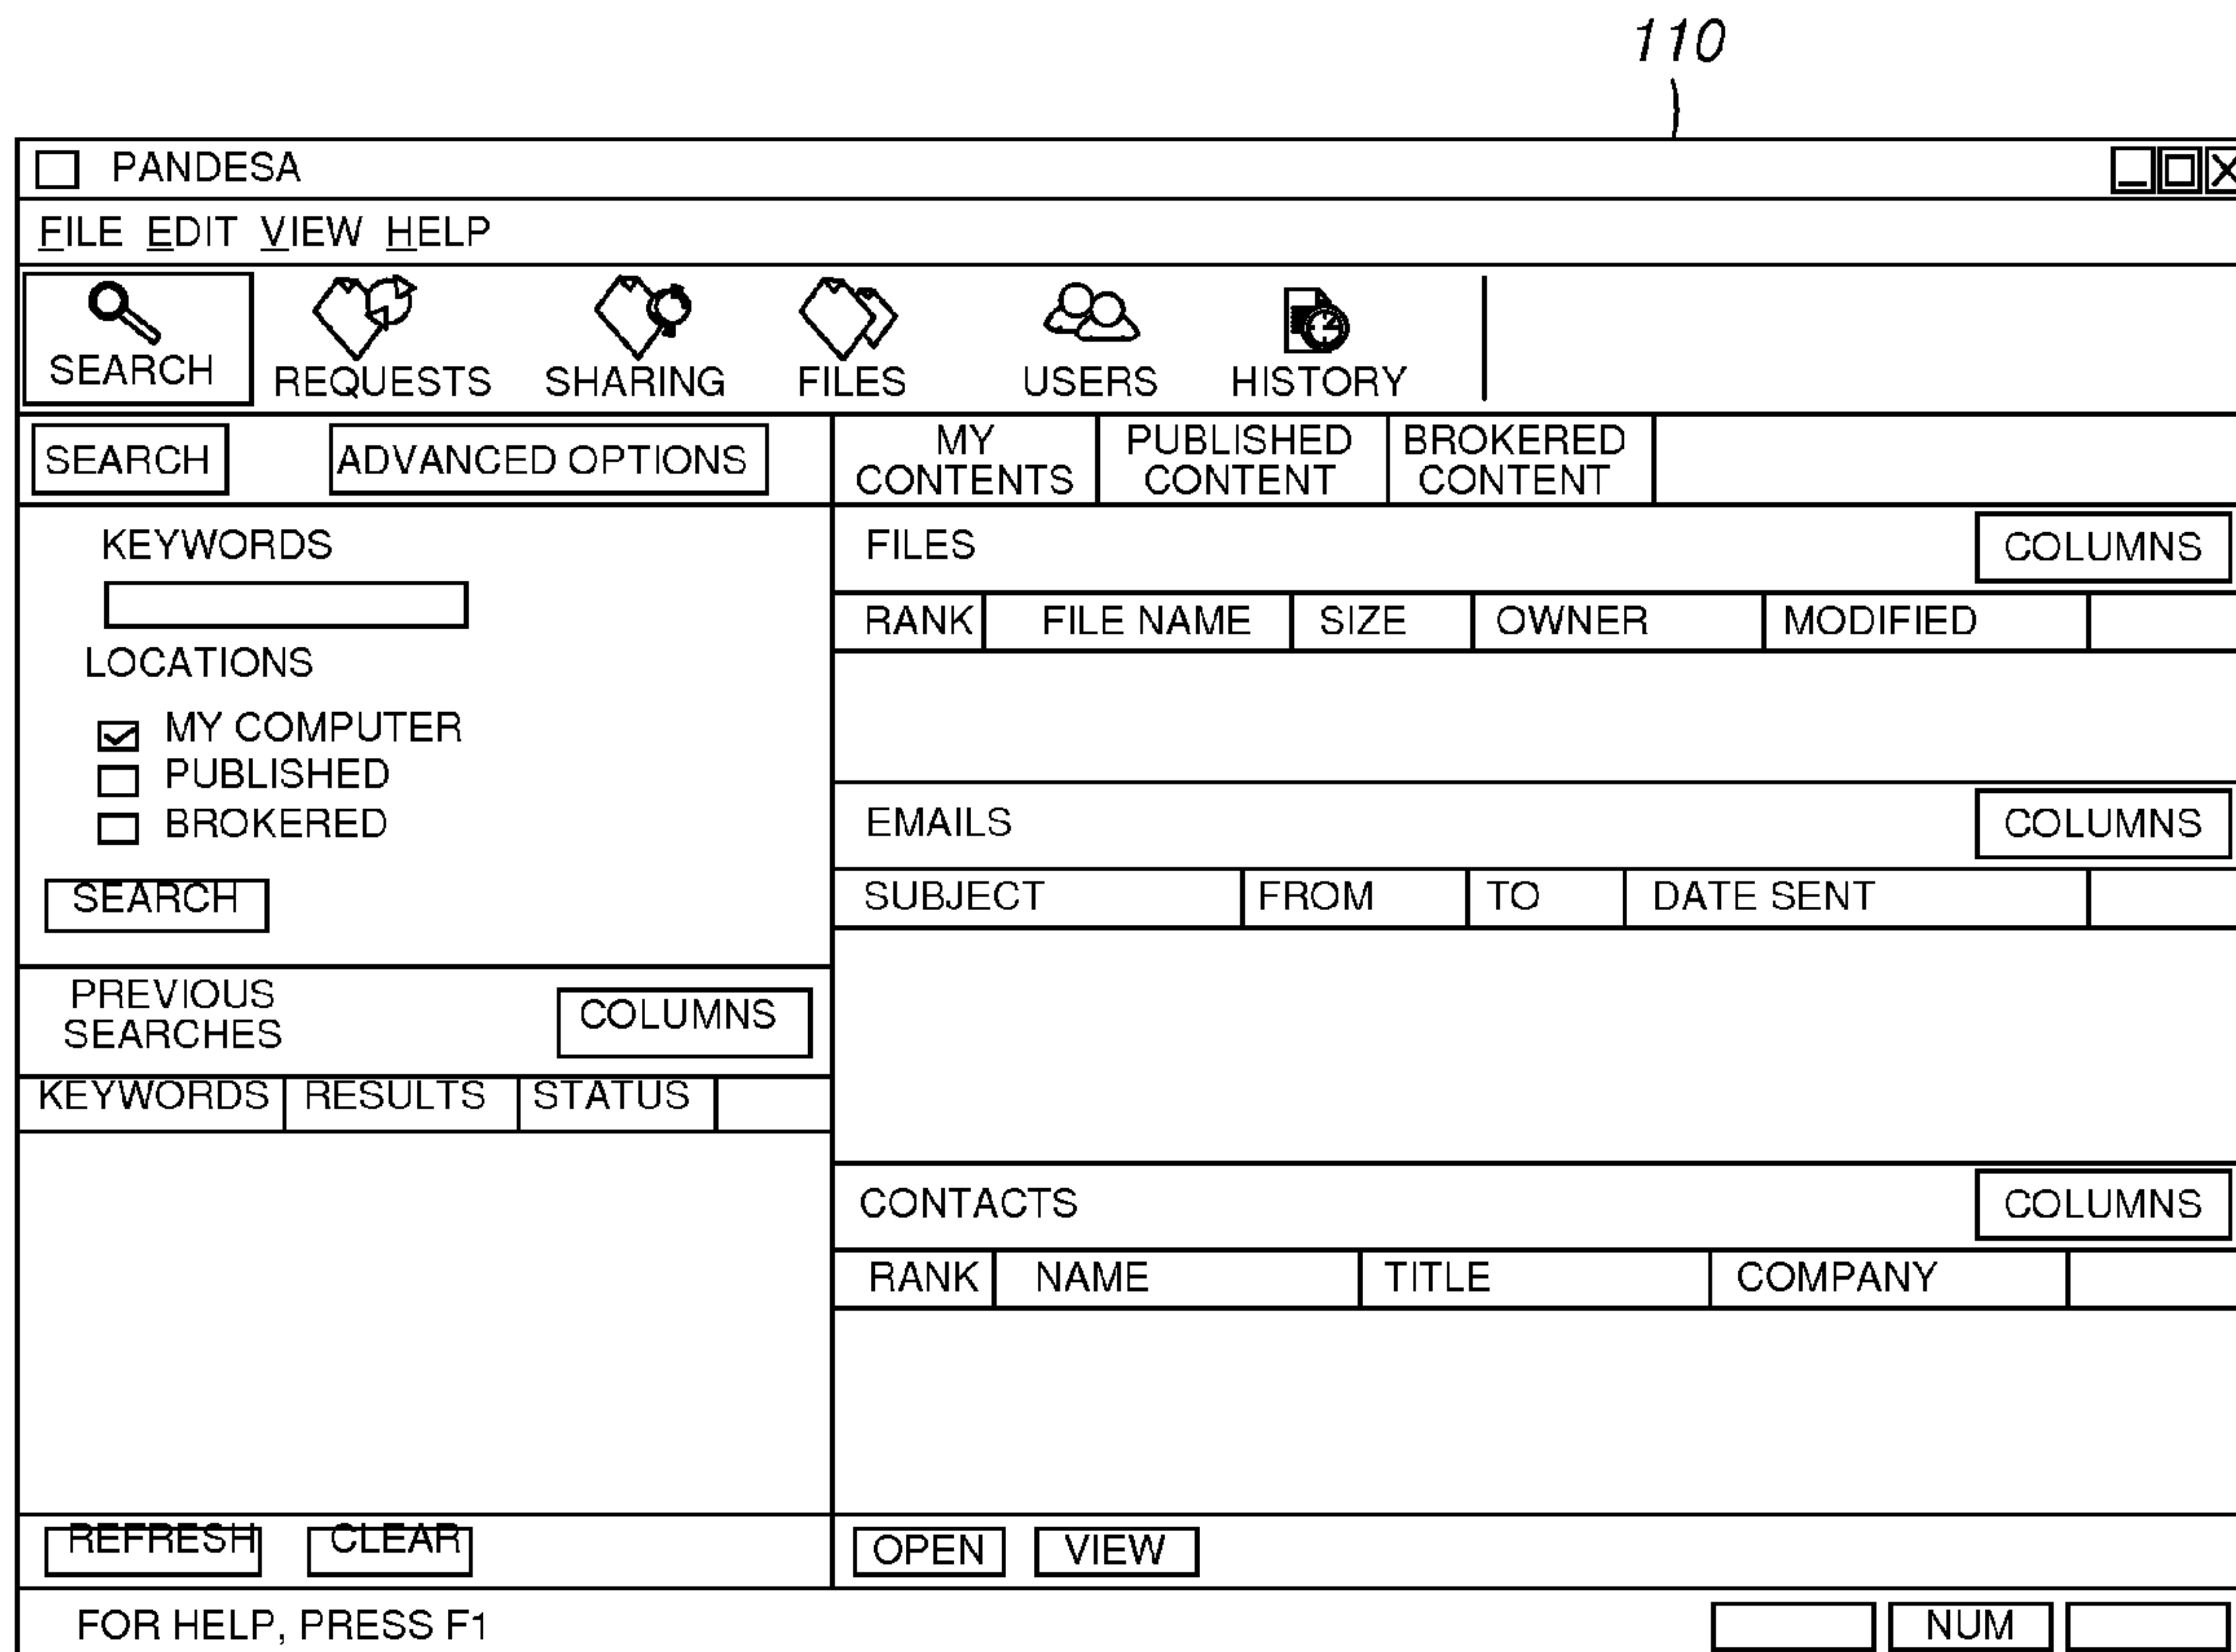 110
PANDESA
FILE EDIT VIEW HELP
SEARCH
REQUESTS
SHARING
FILES
USERS
HISTORY
SEARCH
ADVANCED OPTIONS
MY
CONTENTS
PUBLISHED
CONTENT
BROKERED
CONTENT
KEYWORDS
LOCATIONS
MY COMPUTER
PUBLISHED
BROKERED
SEARCH
PREVIOUS
SEARCHES
COLUMNS
KEYWORDS RESULTS STATUS
REFRESH CLEAR
FILES
COLUMNS
RANK FILE NAME SIZE OWNER MODIFIED
EMAILS
COLUMNS
SUBJECT FROM TO DATE SENT
CONTACTS
COLUMNS
RANK NAME TITLE COMPANY
OPEN VIEW
FOR HELP, PRESS F1
NUM